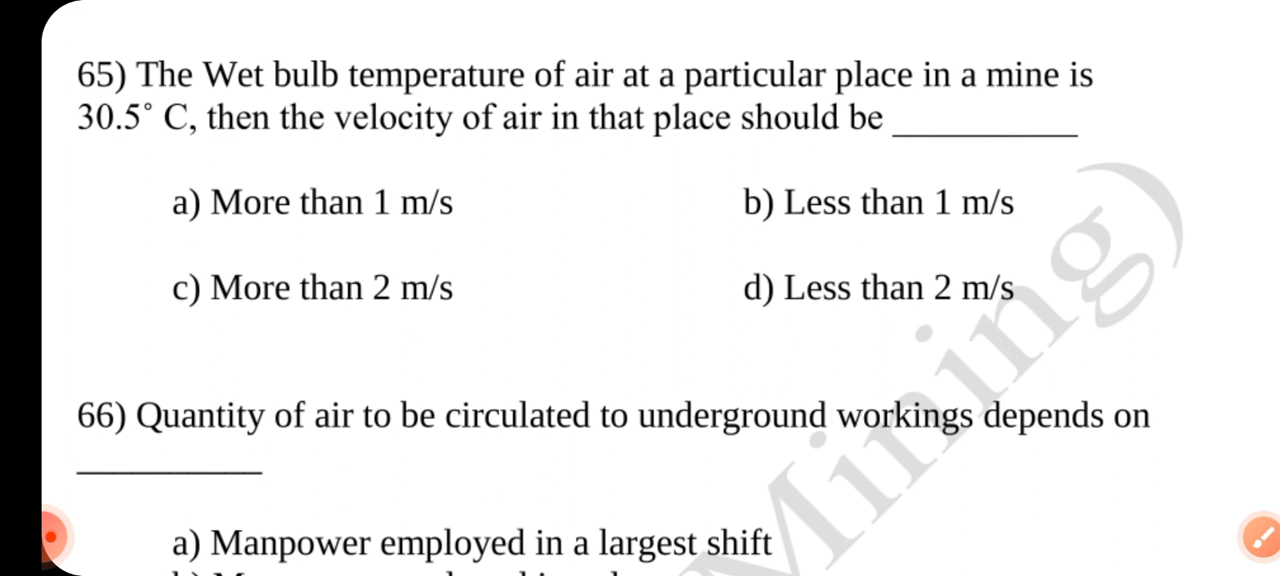 65) The Wet bulb temperature of air at a particular place in a mine is
30.5° C, then the velocity of air in that place should be __________
a) More than 1 m/s b) Less than 1 m/s
c) More than 2 m/s d) Less than 2 m/s
66) Quantity of air to be circulated to underground workings depends on
__________
a) Manpower employed in a largest shift
Mining)